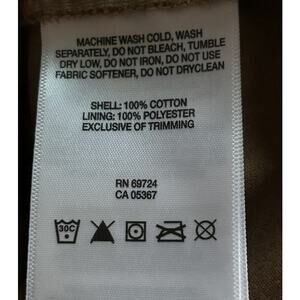 MACHINE WASH COLD, WASH
SEPARATELY, DO NOT BLEACH, TUMBLE
DRY LOW, DO NOT IRON, DO NOT USE
FABRIC SOFTENER, DO NOT DRYCLEAN
SHELL: 100% COTTON
LINING: 100% POLYESTER
EXCLUSIVE OF TRIMMING
RN 69724
CA 05367
30C